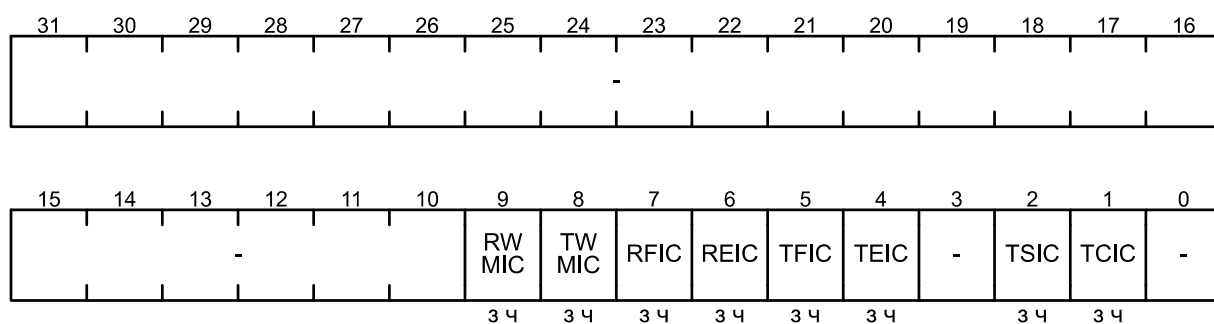 31 30 29 28 27 26 25 24 23 22 21 20 19 18 17 16
-
15 14 13 12 11 10 9 8 7 6 5 4 3 2 1 0
- RW MIC TW MIC RFIC REIC TFIC TEIC - TSIC TCIC -
з ч з ч з ч з ч з ч з ч з ч з ч